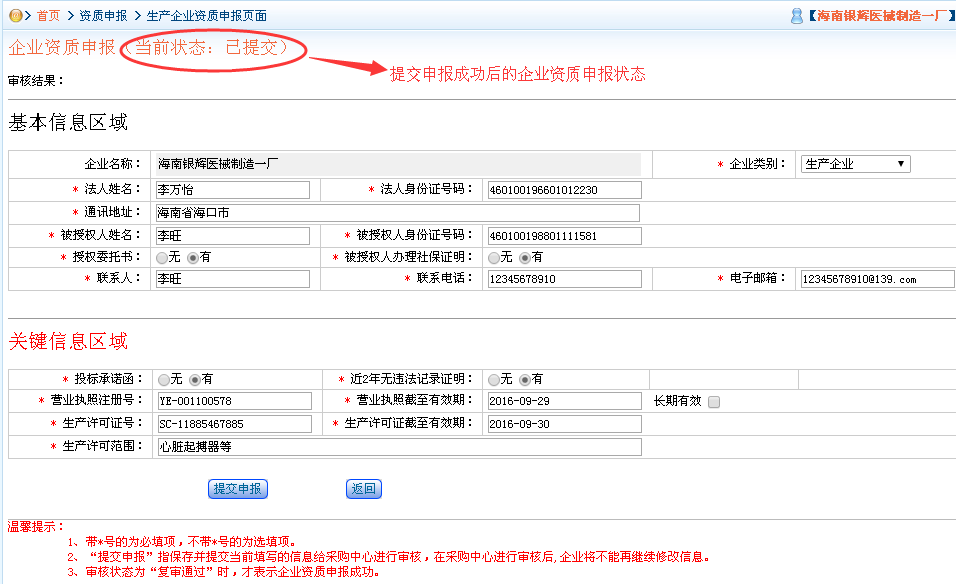 首页 > 资质申报 > 生产企业资质申报页面 【海南银辉医械制造一厂】
企业资质申报（当前状态：已提交）
提交申报成功后的企业资质申报状态
审核结果：
基本信息区域
企业名称： 海南银辉医械制造一厂 * 企业类别： 生产企业
* 法人姓名： 李万怡 * 法人身份证号码： 460100196601012230
* 通讯地址： 海南省海口市
* 被授权人姓名： 李旺 * 被授权人身份证号码： 460100198801111581
* 授权委托书： 无 有 * 被授权人办理社保证明： 无 有
* 联系人： 李旺 * 联系电话： 12345678910 * 电子邮箱： 12345678910@139.com
关键信息区域
* 投标承诺函： 无 有 * 近2年无违法记录证明： 无 有
* 营业执照注册号： YE-001100578 * 营业执照截至有效期： 2016-09-29 长期有效
* 生产许可证号： SC-11885467885 * 生产许可证截至有效期： 2016-09-30
* 生产许可范围： 心脏起搏器等
提交申报 返回
温馨提示：
1、带*号的为必填项，不带*号的为选填项。
2、“提交申报”指保存并提交当前填写的信息给采购中心进行审核，在采购中心进行审核后,企业将不能再继续修改信息。
3、审核状态为“复审通过”时，才表示企业资质申报成功。